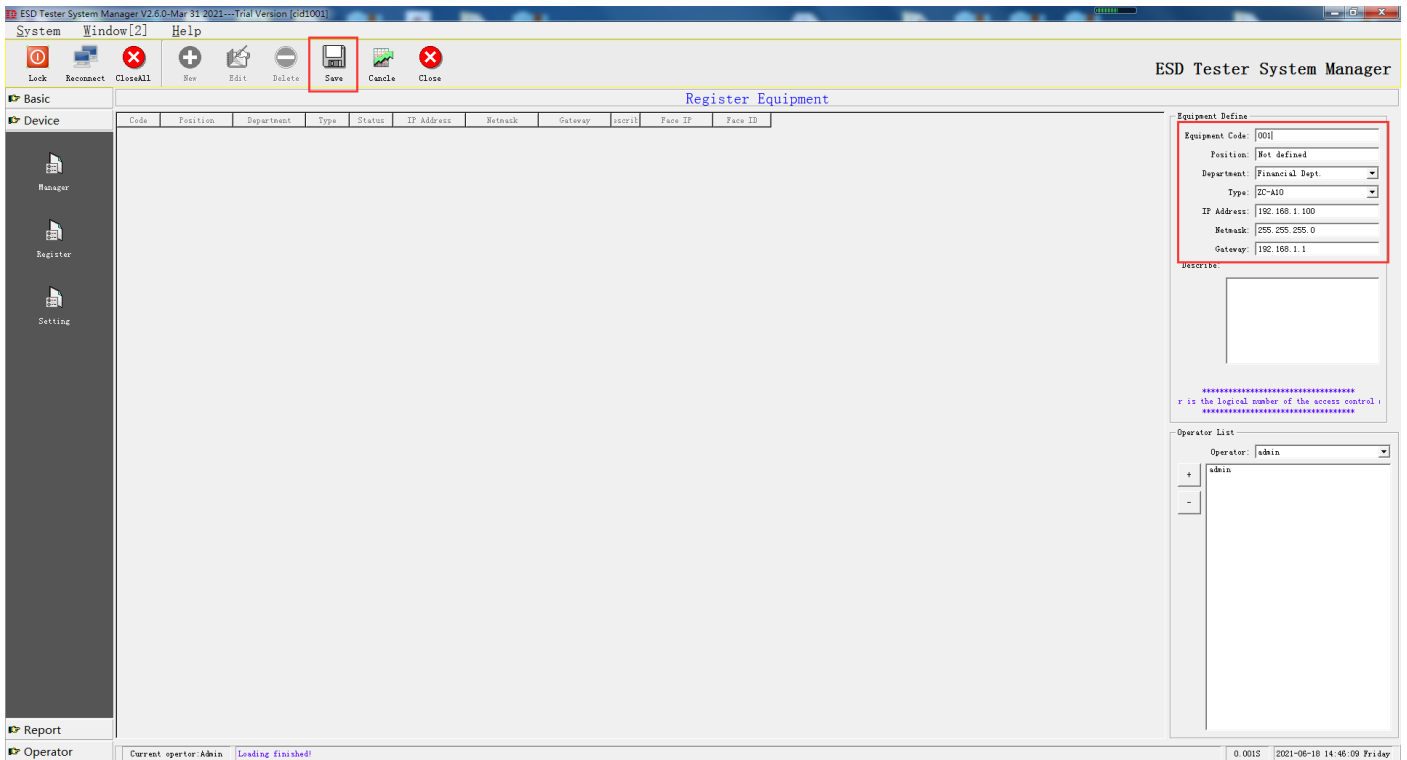 ESD Tester System Manager V2.6.0-Mar 31 2021---Trial Version [cid1001]
System Window[2] Help
Lock Reconnect CloseAll New Edit Delete Save Cancle Close
ESD Tester System Manager
Basic
Register Equipment
Device
Code Position Department Type Status IP Address Netmask Gateway escrit Face IP Face ID
Manager
Register
Setting
Report
Operator
Equipment Define
Equipment Code: 001
Position: Not defined
Department: Financial Dept.
Type: ZC-A10
IP Address: 192.168.1.100
Netmask: 255.255.255.0
Gateway: 192.168.1.1
Describe:
***********************************
r is the logical number of the access control
***********************************
Operator List
Operator: admin
+ admin
-
Current opertor:Admin Loading finished! 0.001S 2021-06-18 14:46:09 Friday